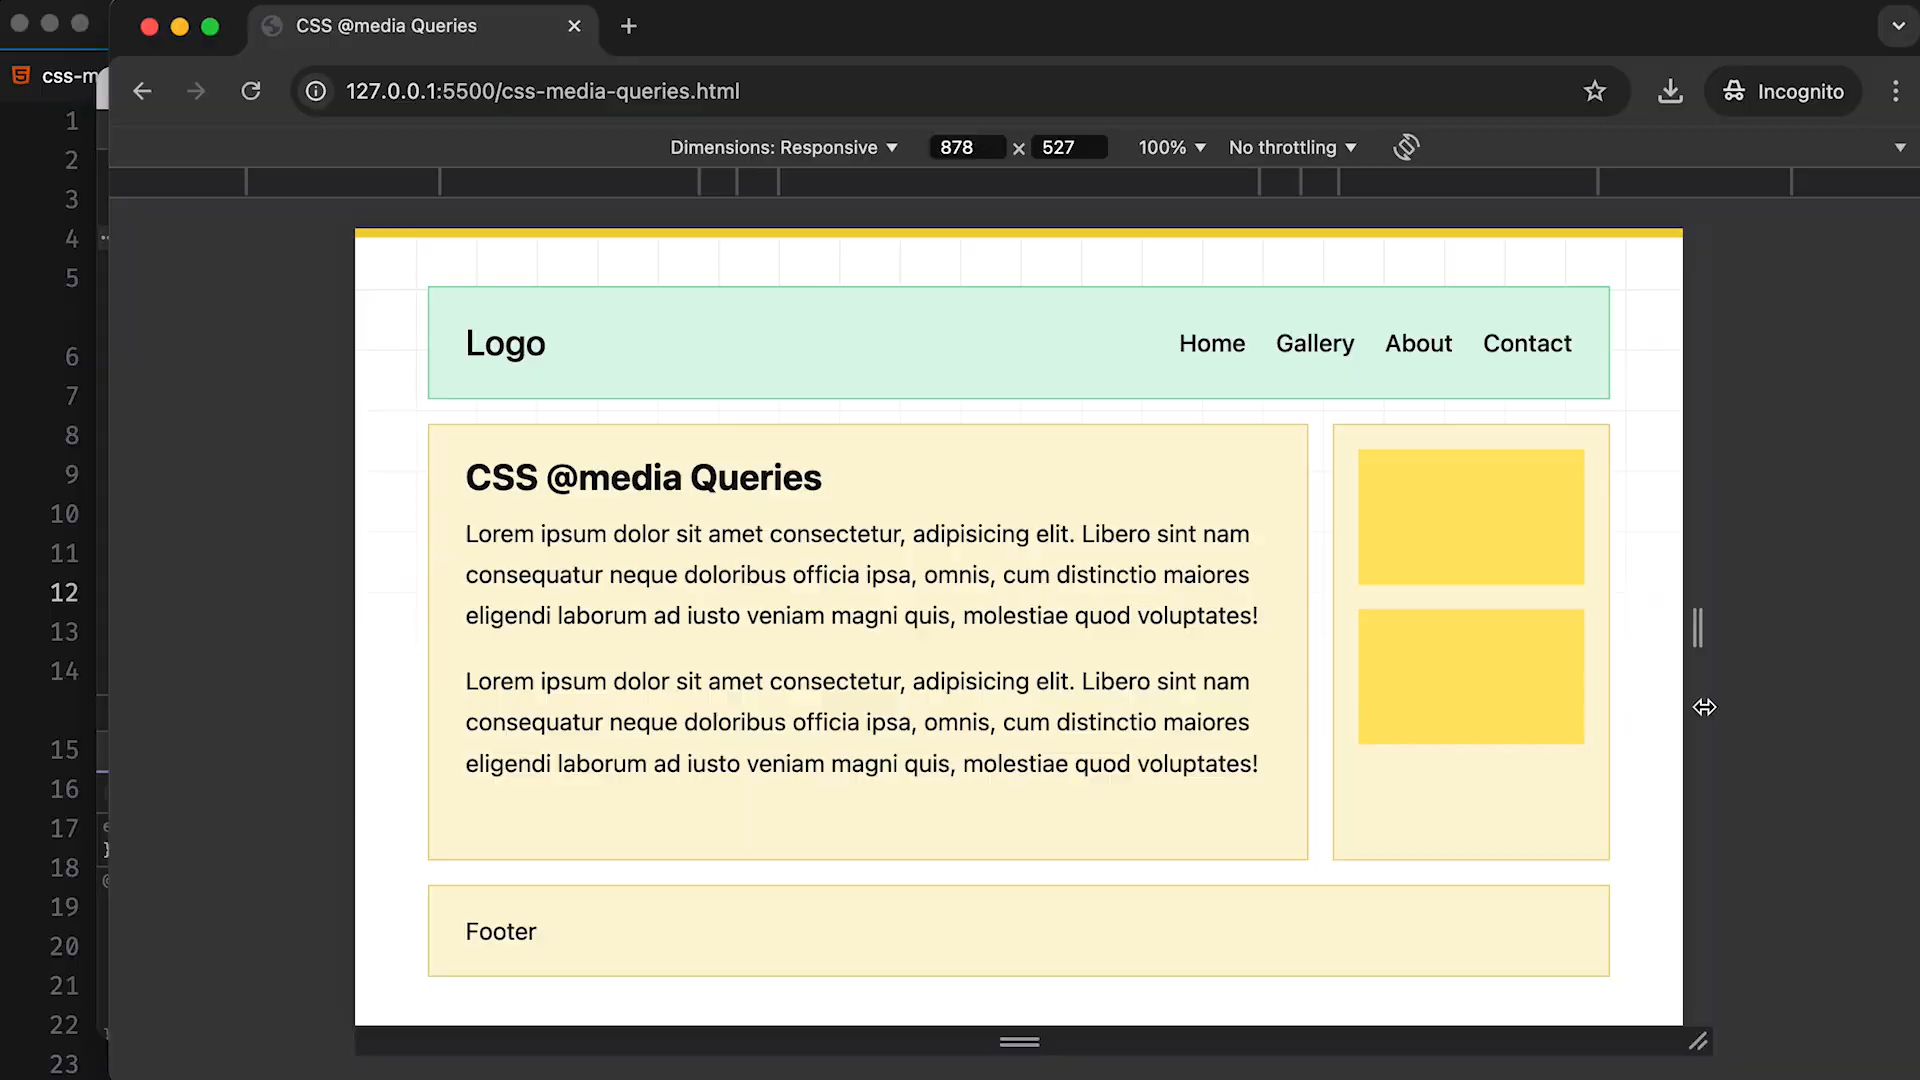 CSS @media Queries
css-m
127.0.0.1:5500/css-media-queries.html
Incognito
Dimensions: Responsive 878 × 527 100% No throttling
1
2
3
4
5
6
7
8
9
10
11
12
13
14
15
16
17
18
19
20
21
22
23
Logo
Home Gallery About Contact
CSS @media Queries
Lorem ipsum dolor sit amet consectetur, adipisicing elit. Libero sint nam
consequatur neque doloribus officia ipsa, omnis, cum distinctio maiores
eligendi laborum ad iusto veniam magni quis, molestiae quod voluptates!
Lorem ipsum dolor sit amet consectetur, adipisicing elit. Libero sint nam
consequatur neque doloribus officia ipsa, omnis, cum distinctio maiores
eligendi laborum ad iusto veniam magni quis, molestiae quod voluptates!
Footer